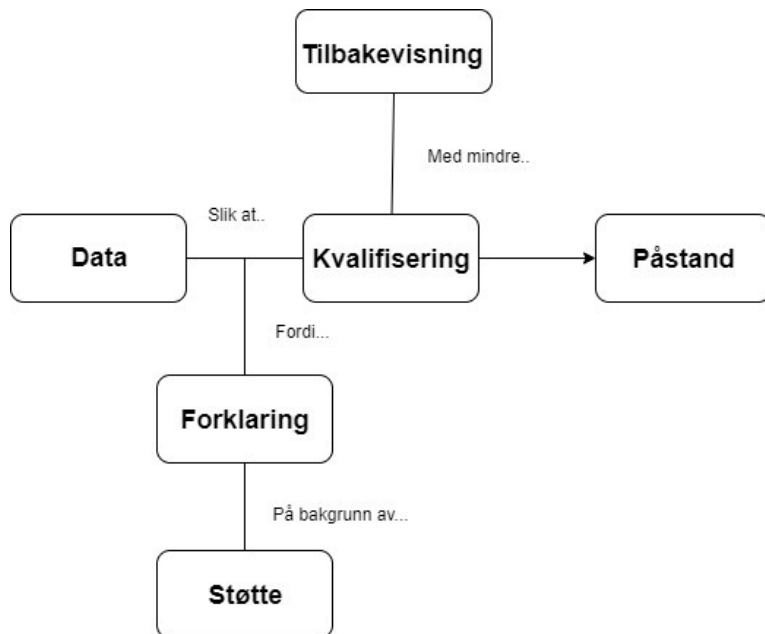 Tilbakevisning
Med mindre..
Slik at..
Data
Kvalifisering
Påstand
Fordi...
Forklaring
På bakgrunn av...
Støtte